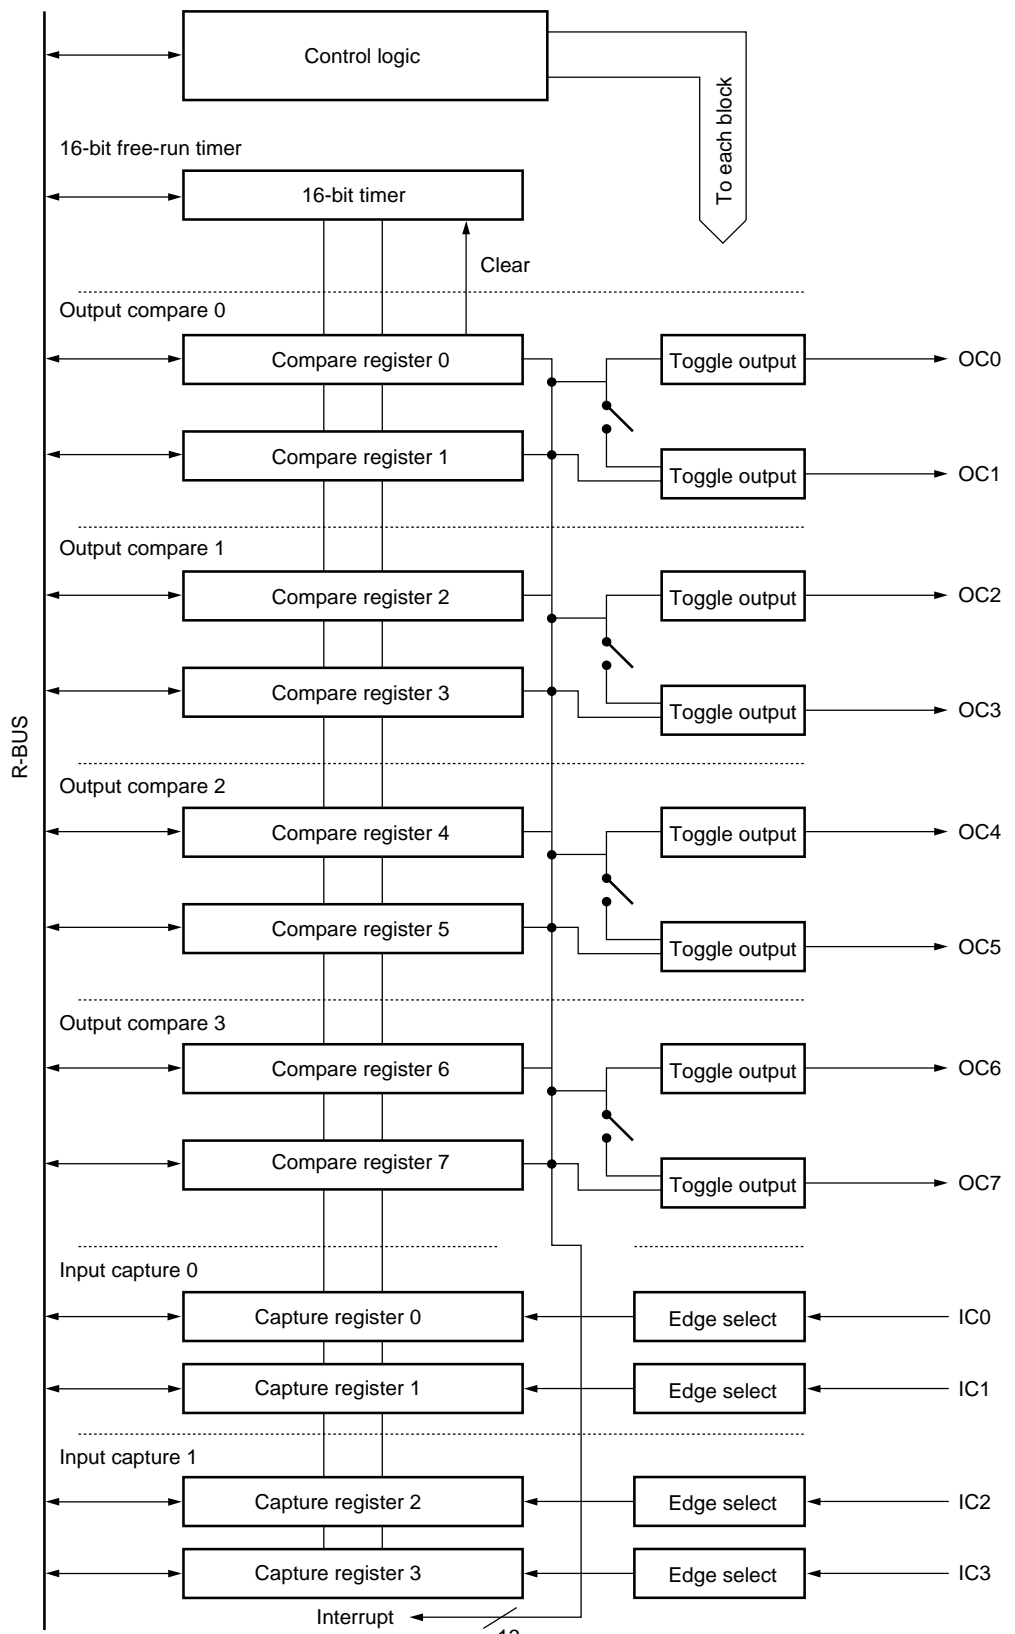 Control logic
To each block
16-bit free-run timer
16-bit timer
Clear
Output compare 0
Compare register 0
Toggle output
OC0
Compare register 1
Toggle output
OC1
Output compare 1
Compare register 2
Toggle output
OC2
Compare register 3
Toggle output
OC3
R-BUS
Output compare 2
Compare register 4
Toggle output
OC4
Compare register 5
Toggle output
OC5
Output compare 3
Compare register 6
Toggle output
OC6
Compare register 7
Toggle output
OC7
Input capture 0
Capture register 0
Edge select
IC0
Capture register 1
Edge select
IC1
Input capture 1
Capture register 2
Edge select
IC2
Capture register 3
Edge select
IC3
Interrupt